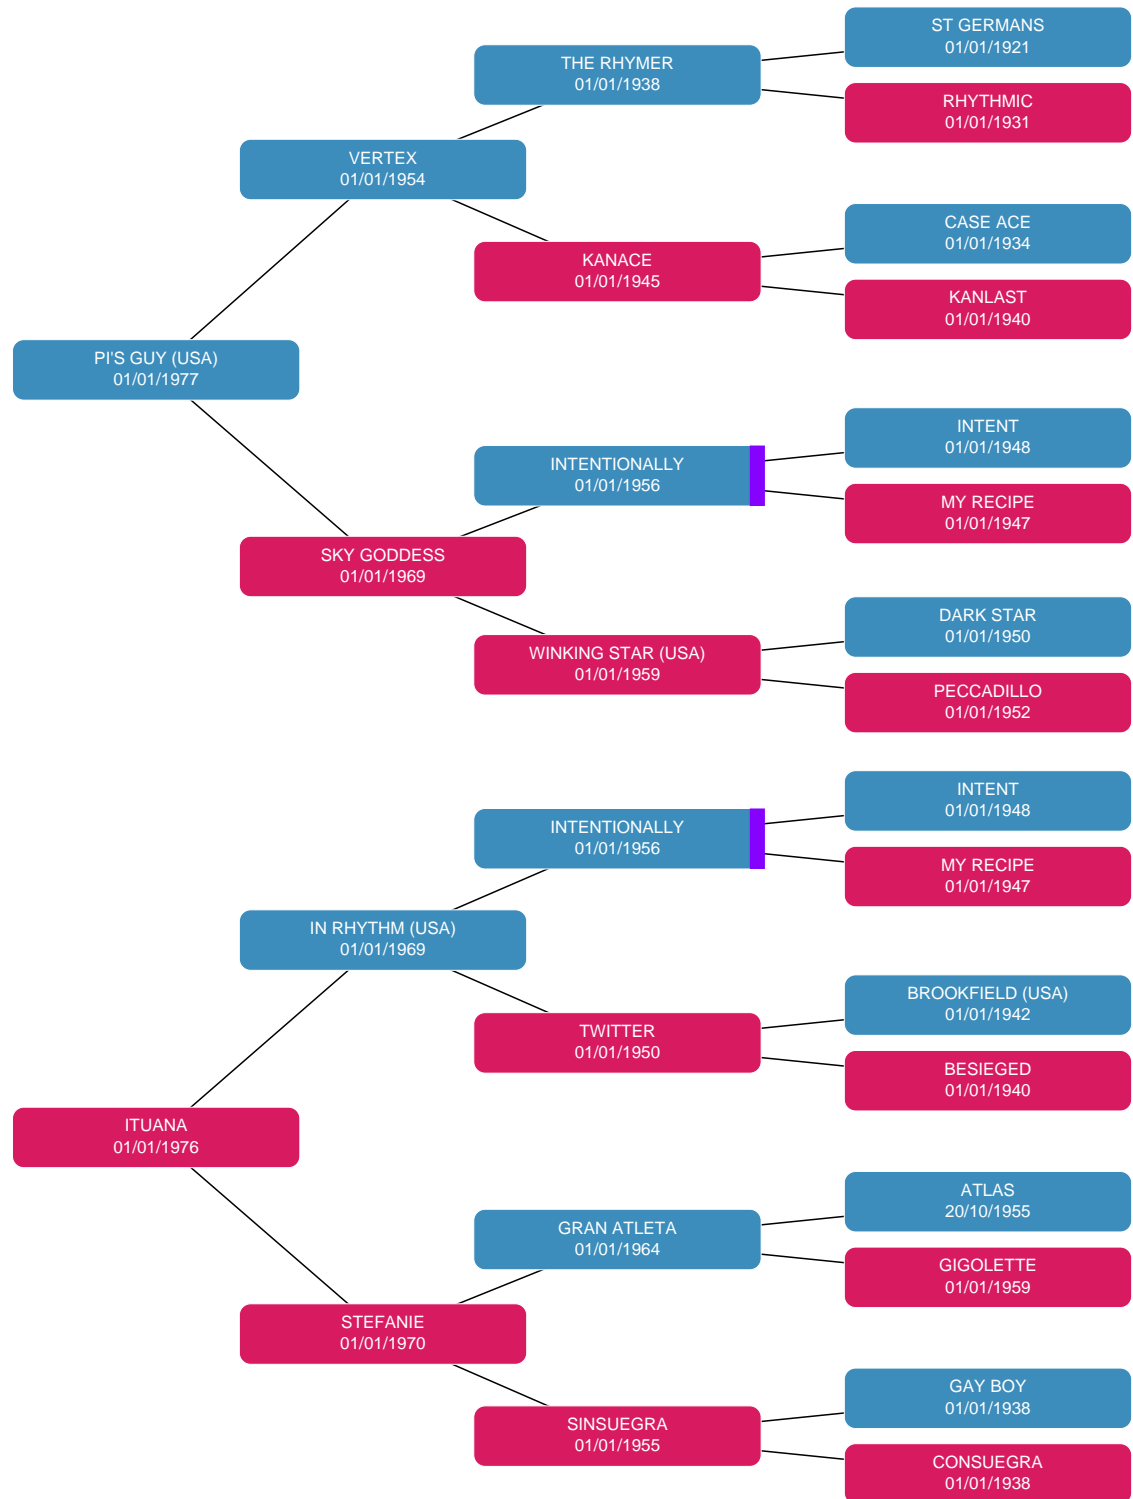 ST GERMANS
01/01/1921
THE RHYMER
01/01/1938
RHYTHMIC
01/01/1931
VERTEX
01/01/1954
CASE ACE
01/01/1934
KANACE
01/01/1945
KANLAST
01/01/1940
PI'S GUY (USA)
01/01/1977
INTENT
01/01/1948
INTENTIONALLY
01/01/1956
MY RECIPE
01/01/1947
SKY GODDESS
01/01/1969
DARK STAR
01/01/1950
WINKING STAR (USA)
01/01/1959
PECCADILLO
01/01/1952
INTENT
01/01/1948
INTENTIONALLY
01/01/1956
MY RECIPE
01/01/1947
IN RHYTHM (USA)
01/01/1969
BROOKFIELD (USA)
01/01/1942
TWITTER
01/01/1950
BESIEGED
01/01/1940
ITUANA
01/01/1976
ATLAS
20/10/1955
GRAN ATLETA
01/01/1964
GIGOLETTE
01/01/1959
STEFANIE
01/01/1970
GAY BOY
01/01/1938
SINSUEGRA
01/01/1955
CONSUEGRA
01/01/1938